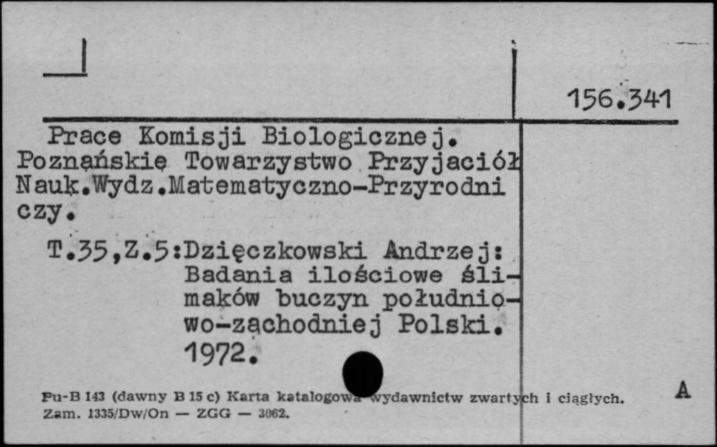 156.341
Prace Komisji Biologicznej.
Poznańskie Towarzystwo Przyjaciół
Nauk.Wydz.Matematyczno-Przyrodni
czy.
T.35,Z.5:Dzięczkowski Andrzej:
Badania ilościowe śli-
maków buczyn południo-
wo-zachodniej Polski.
1972.
Pu-B 143 (dawny B 15 c) Karta katalogowa wydawnictw zwartych i ciągłych.
Zam. 1335/Dw/On — ZGG — 3062.
A